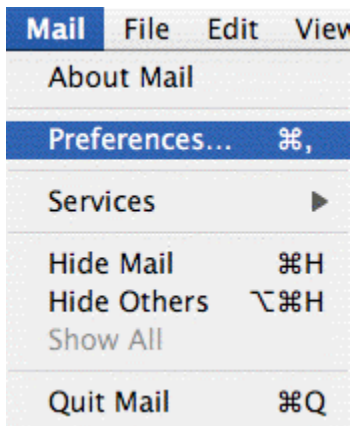 Mail File Edit View
About Mail
Preferences... ⌘,
Services ▶
Hide Mail ⌘H
Hide Others ⌥⌘H
Show All
Quit Mail ⌘Q